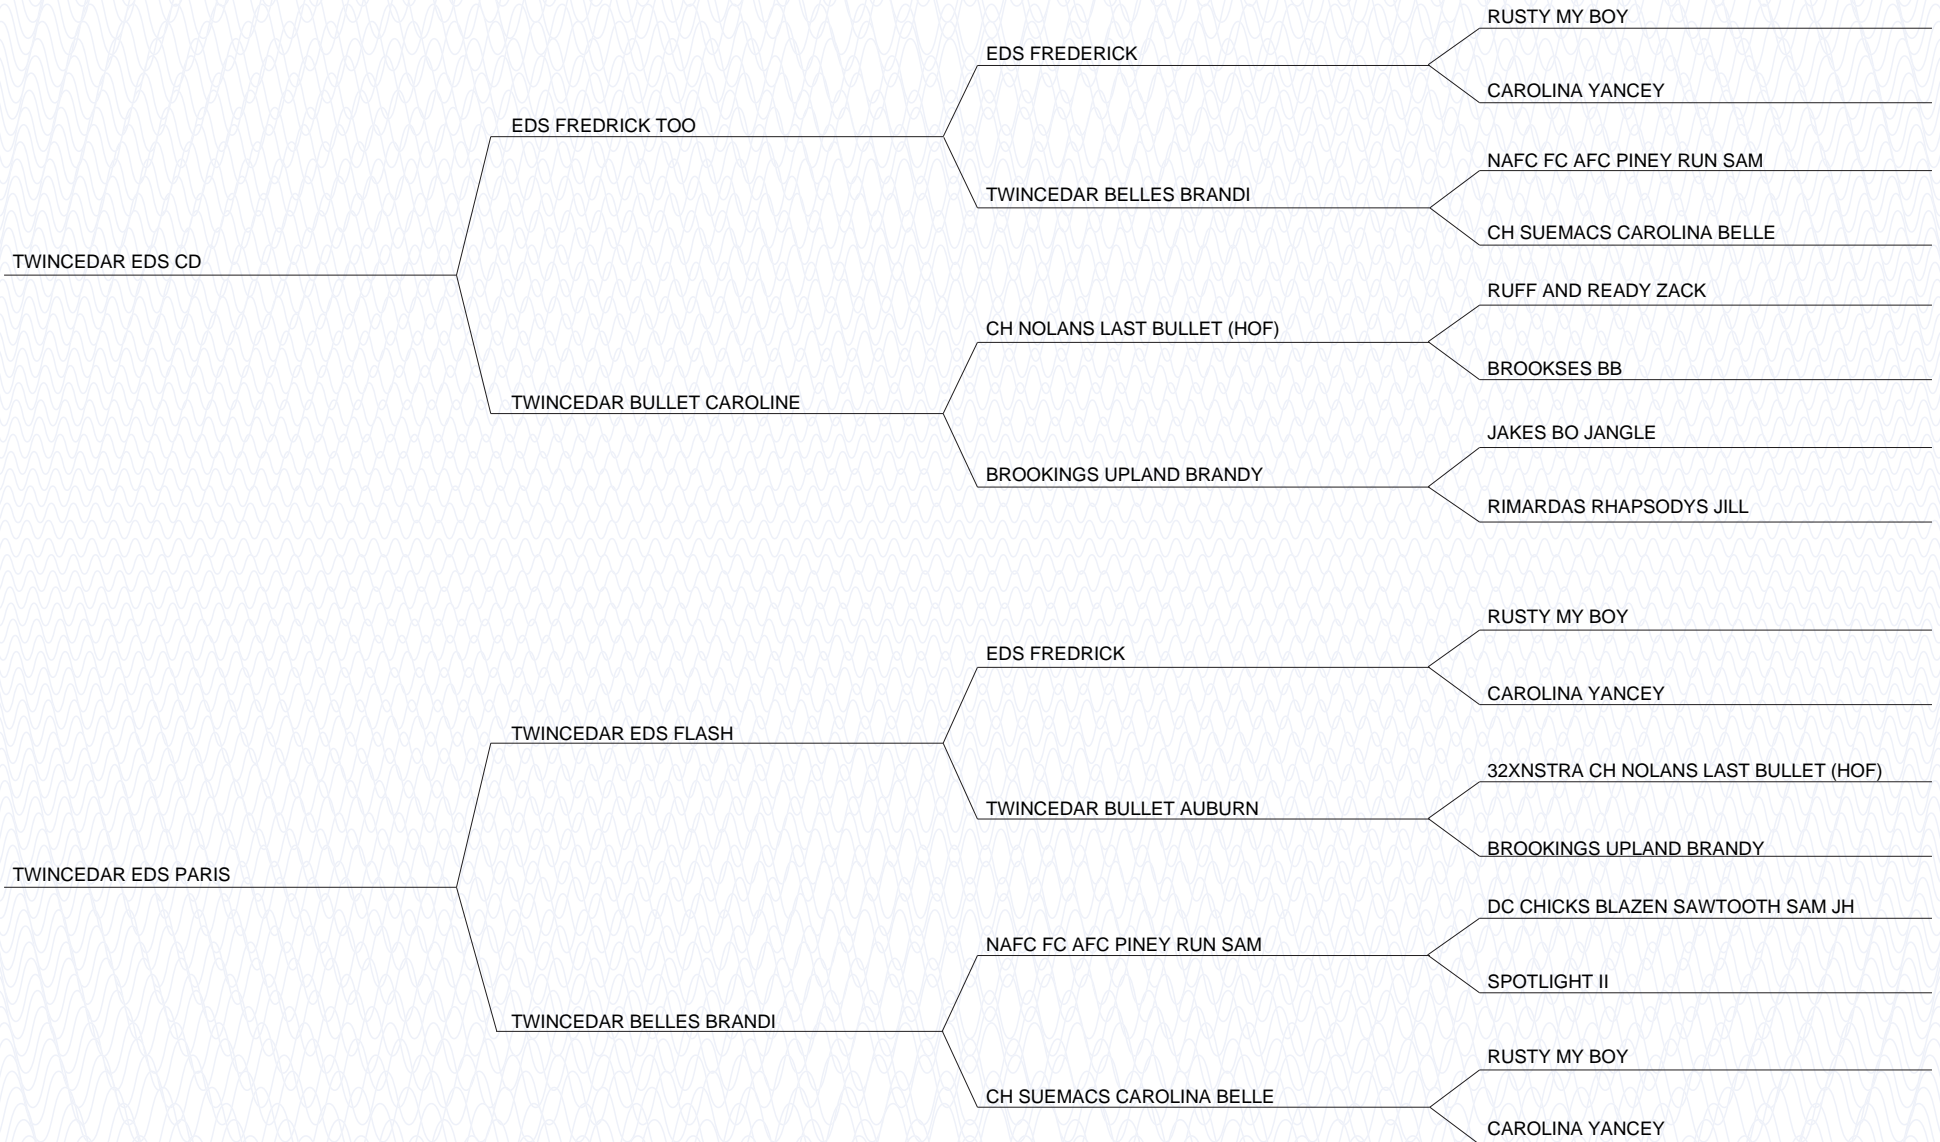 RUSTY MY BOY
EDS FREDERICK
CAROLINA YANCEY
EDS FREDRICK TOO
NAFC FC AFC PINEY RUN SAM
TWINCEDAR BELLES BRANDI
CH SUEMACS CAROLINA BELLE
TWINCEDAR EDS CD
RUFF AND READY ZACK
CH NOLANS LAST BULLET (HOF)
BROOKSES BB
TWINCEDAR BULLET CAROLINE
JAKES BO JANGLE
BROOKINGS UPLAND BRANDY
RIMARDAS RHAPSODYS JILL
RUSTY MY BOY
EDS FREDRICK
CAROLINA YANCEY
TWINCEDAR EDS FLASH
32XNSTRA CH NOLANS LAST BULLET (HOF)
TWINCEDAR BULLET AUBURN
BROOKINGS UPLAND BRANDY
TWINCEDAR EDS PARIS
DC CHICKS BLAZEN SAWTOOTH SAM JH
NAFC FC AFC PINEY RUN SAM
SPOTLIGHT II
TWINCEDAR BELLES BRANDI
RUSTY MY BOY
CH SUEMACS CAROLINA BELLE
CAROLINA YANCEY